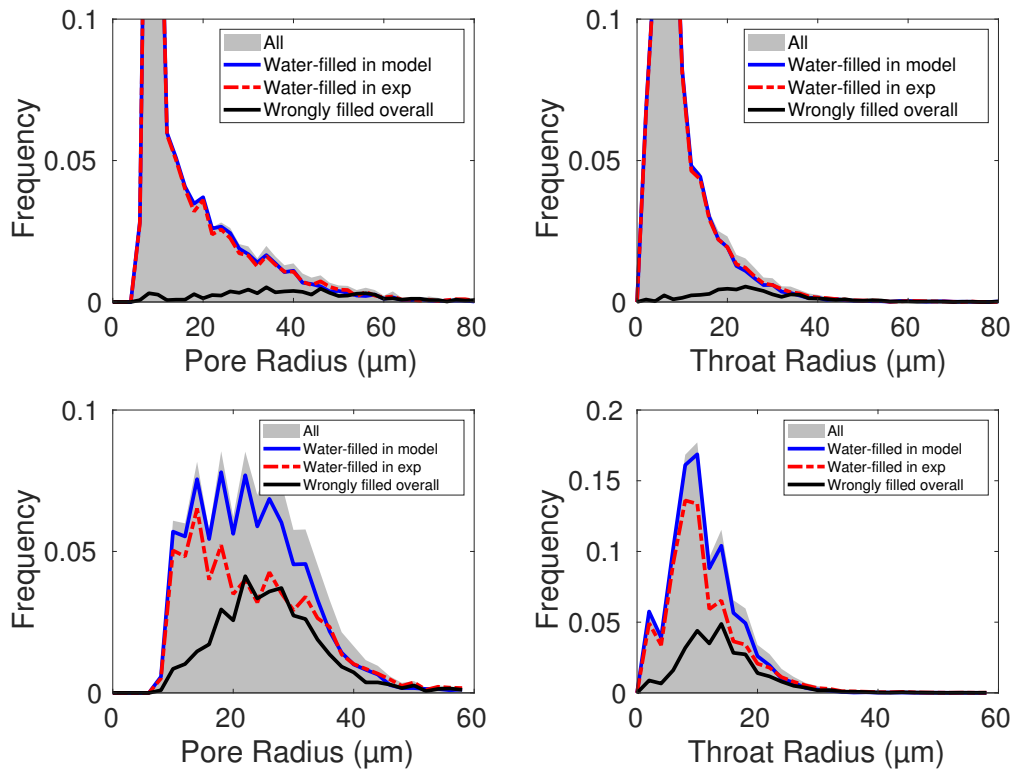 0.1
0.05
0
Frequency
All
Water-filled in model
Water-filled in exp
Wrongly filled overall
0 20 40 60 80
Pore Radius (µm)
0.1
0.05
0
Frequency
All
Water-filled in model
Water-filled in exp
Wrongly filled overall
0 20 40 60 80
Throat Radius (µm)
0.1
0.05
0
Frequency
All
Water-filled in model
Water-filled in exp
Wrongly filled overall
0 20 40 60
Pore Radius (µm)
0.2
0.15
0.1
0.05
0
Frequency
All
Water-filled in model
Water-filled in exp
Wrongly filled overall
0 20 40 60
Throat Radius (µm)